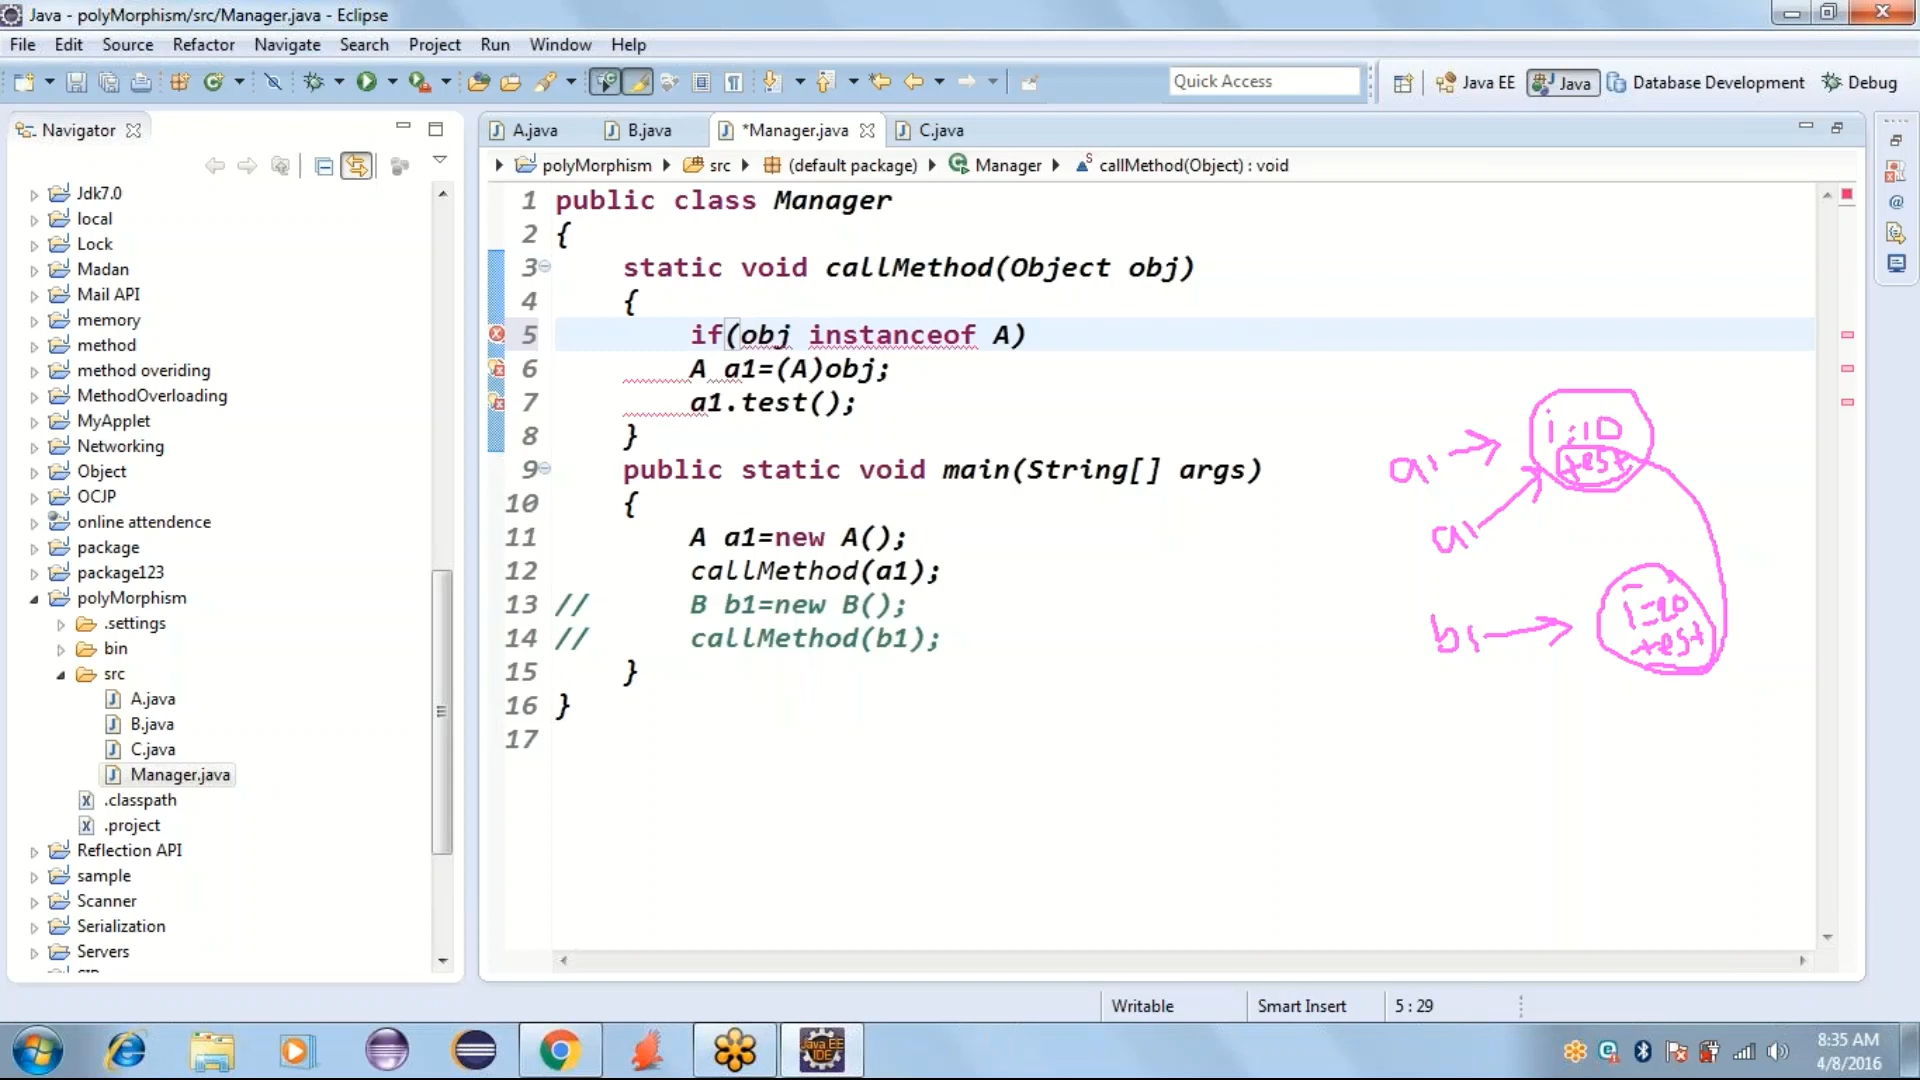 Java - polyMorphism/src/Manager.java - Eclipse
File Edit Source Refactor Navigate Search Project Run Window Help
Quick Access
Java EE
Java
Database Development
Debug
Navigator
Jdk7.0
local
Lock
Madan
Mail API
memory
method
method overiding
MethodOverloading
MyApplet
Networking
Object
OCJP
online attendence
package
package123
polyMorphism
.settings
bin
src
A.java
B.java
C.java
Manager.java
.classpath
.project
Reflection API
sample
Scanner
Serialization
Servers
A.java B.java *Manager.java C.java
polyMorphism src (default package) Manager callMethod(Object) : void
1 public class Manager
2 {
3 static void callMethod(Object obj)
4 {
5 if(obj instanceof A)
6 A a1=(A)obj;
7 a1.test();
8 }
9 public static void main(String[] args)
10 {
11 A a1=new A();
12 callMethod(a1);
13 // B b1=new B();
14 // callMethod(b1);
15 }
16 }
17
i:10
test
a1
a1
i=20
test
b1
Writable Smart Insert 5 : 29
Java EE
IDE
8:35 AM
4/8/2016